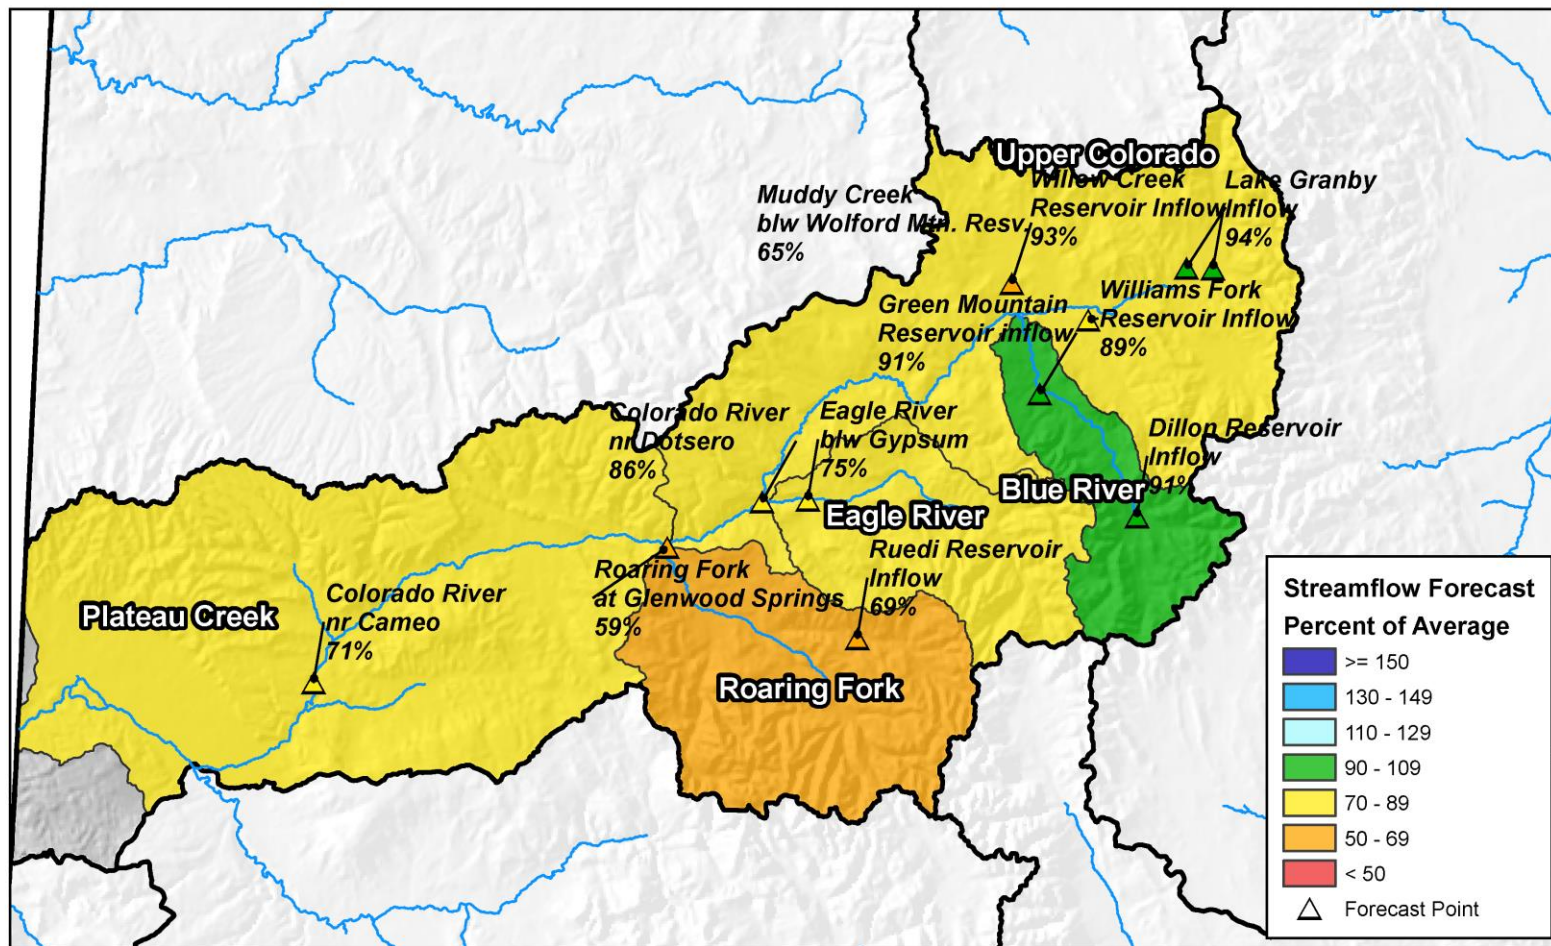 Upper Colorado
Muddy Creek
blw Wolford Mtn. Resv.
65%
Willow Creek
Reservoir Inflow
93%
Lake Granby
Inflow
94%
Green Mountain
Reservoir inflow
91%
Williams Fork
Reservoir Inflow
89%
Colorado River
nr Dotsero
86%
Eagle River
blw Gypsum
75%
Dillon Reservoir
Inflow
91%
Blue River
Eagle River
Ruedi Reservoir
Inflow
69%
Roaring Fork
at Glenwood Springs
59%
Colorado River
nr Cameo
71%
Plateau Creek
Roaring Fork
Streamflow Forecast
Percent of Average
>= 150
130 - 149
110 - 129
90 - 109
70 - 89
50 - 69
< 50
Forecast Point